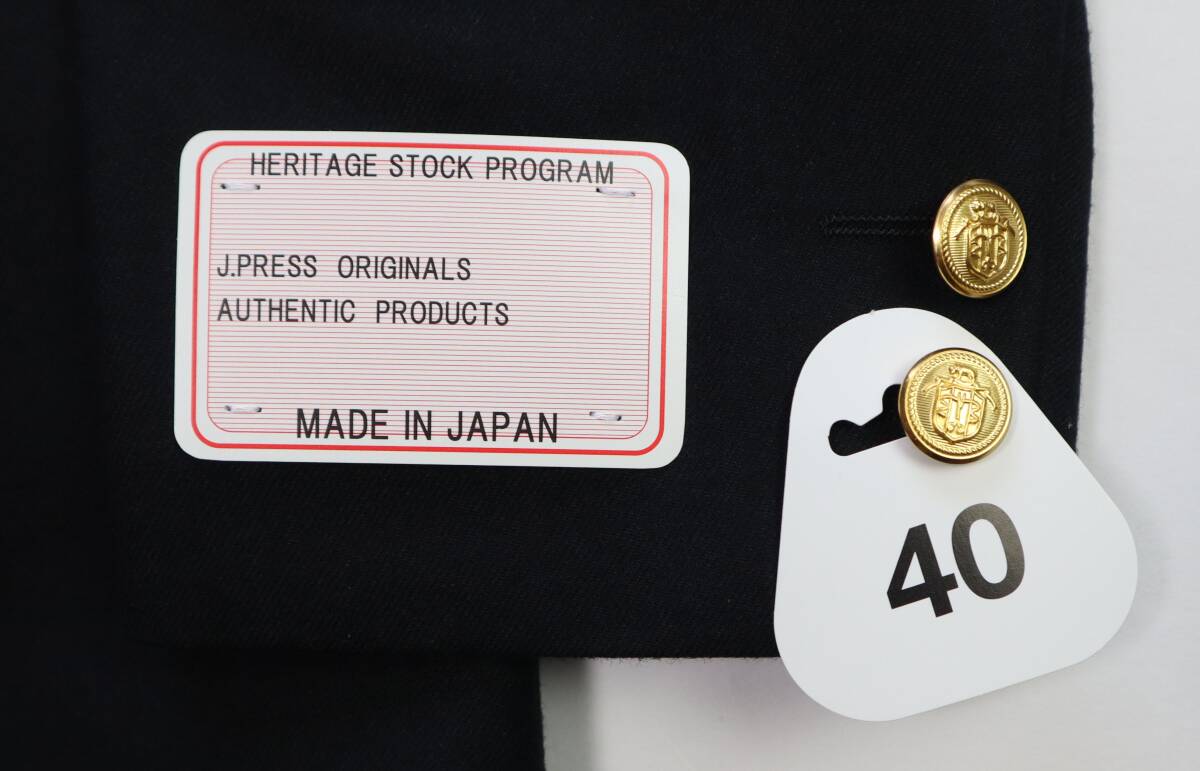 HERITAGE STOCK PROGRAM
J.PRESS ORIGINALS
AUTHENTIC PRODUCTS
MADE IN JAPAN
40